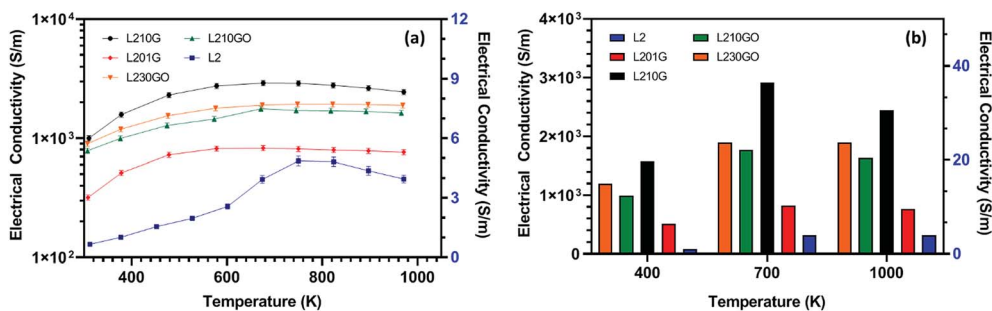 1×10⁴
1×10³
1×10²
Electrical Conductivity (S/m)
L210G
L201G
L230GO
L210GO
L2
(a)
12
9
6
3
0
Electrical Conductivity (S/m)
400
600
800
1000
Temperature (K)
4×10³
3×10³
2×10³
1×10³
0
Electrical Conductivity (S/m)
L2
L201G
L210G
L210GO
L230GO
(b)
40
20
0
Electrical Conductivity (S/m)
400
700
1000
Temperature (K)